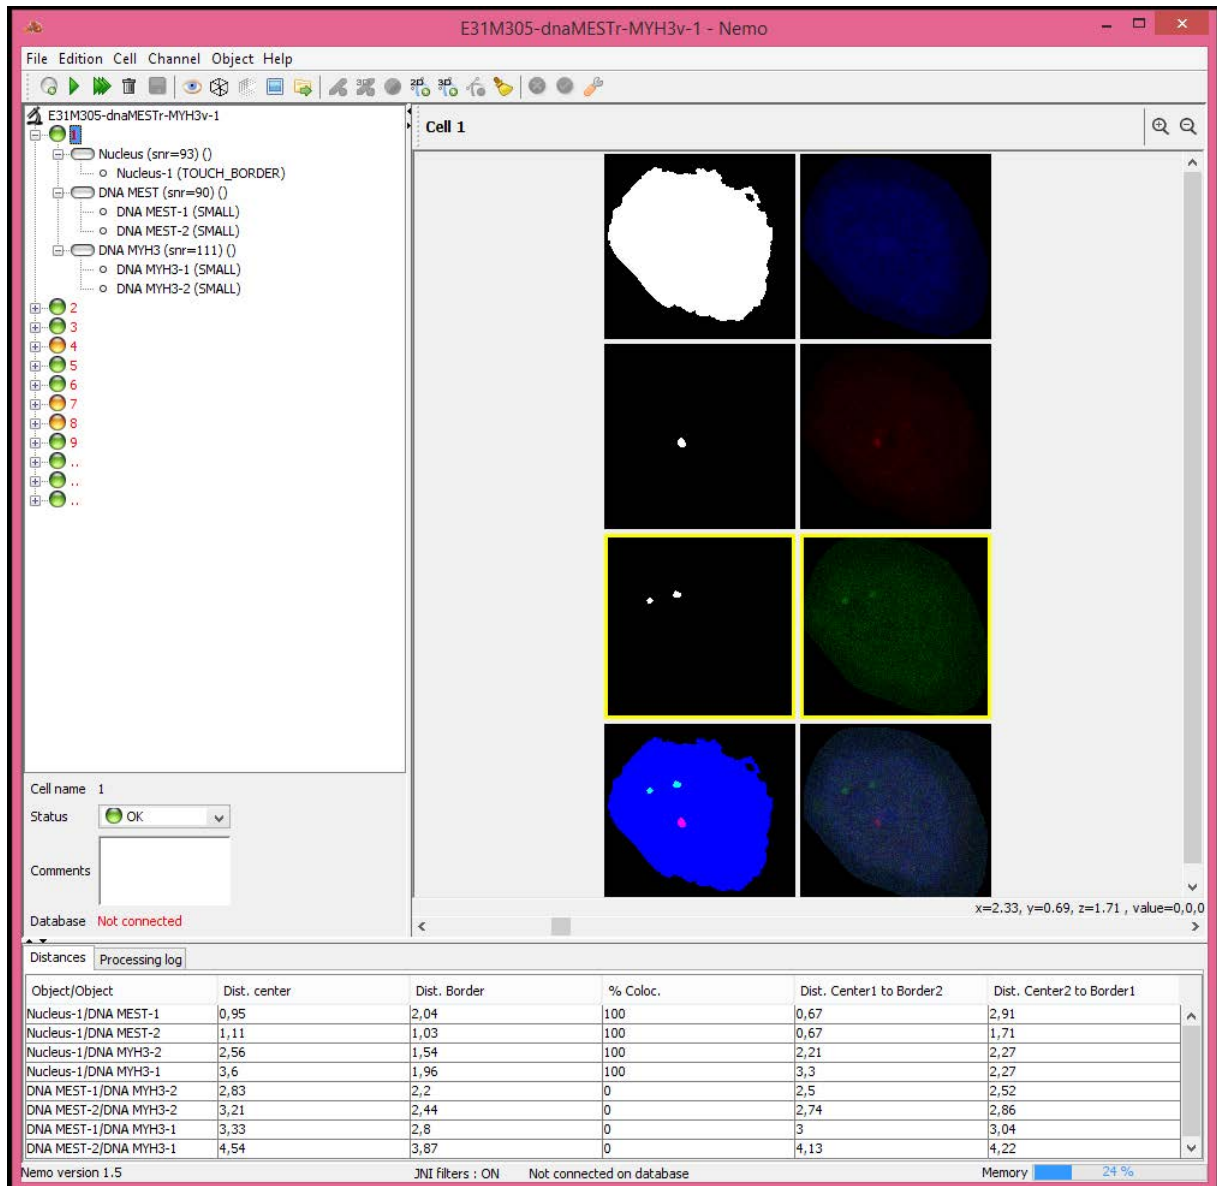 E31M305-dnaMESTr-MYH3v-1 - Nemo
File Edition Cell Channel Object Help
E31M305-dnaMESTr-MYH3v-1
1
Nucleus (snr=93) ()
Nucleus-1 (TOUCH_BORDER)
DNA MEST (snr=90) ()
DNA MEST-1 (SMALL)
DNA MEST-2 (SMALL)
DNA MYH3 (snr=111) ()
DNA MYH3-1 (SMALL)
DNA MYH3-2 (SMALL)
2
3
4
5
6
7
8
9
..
..
..
Cell 1
Cell name 1
Status OK
Comments
Database Not connected
x=2.33, y=0.69, z=1.71 , value=0,0,0
Distances Processing log
Object/Object Dist. center Dist. Border % Coloc. Dist. Center1 to Border2 Dist. Center2 to Border1
Nucleus-1/DNA MEST-1 0,95 2,04 100 0,67 2,91
Nucleus-1/DNA MEST-2 1,11 1,03 100 0,67 1,71
Nucleus-1/DNA MYH3-2 2,56 1,54 100 2,21 2,27
Nucleus-1/DNA MYH3-1 3,6 1,96 100 3,3 2,27
DNA MEST-1/DNA MYH3-2 2,83 2,2 0 2,5 2,52
DNA MEST-2/DNA MYH3-2 3,21 2,44 0 2,74 2,86
DNA MEST-1/DNA MYH3-1 3,33 2,8 0 3 3,04
DNA MEST-2/DNA MYH3-1 4,54 3,87 0 4,13 4,22
Nemo version 1.5 JNI filters : ON Not connected on database Memory 24 %